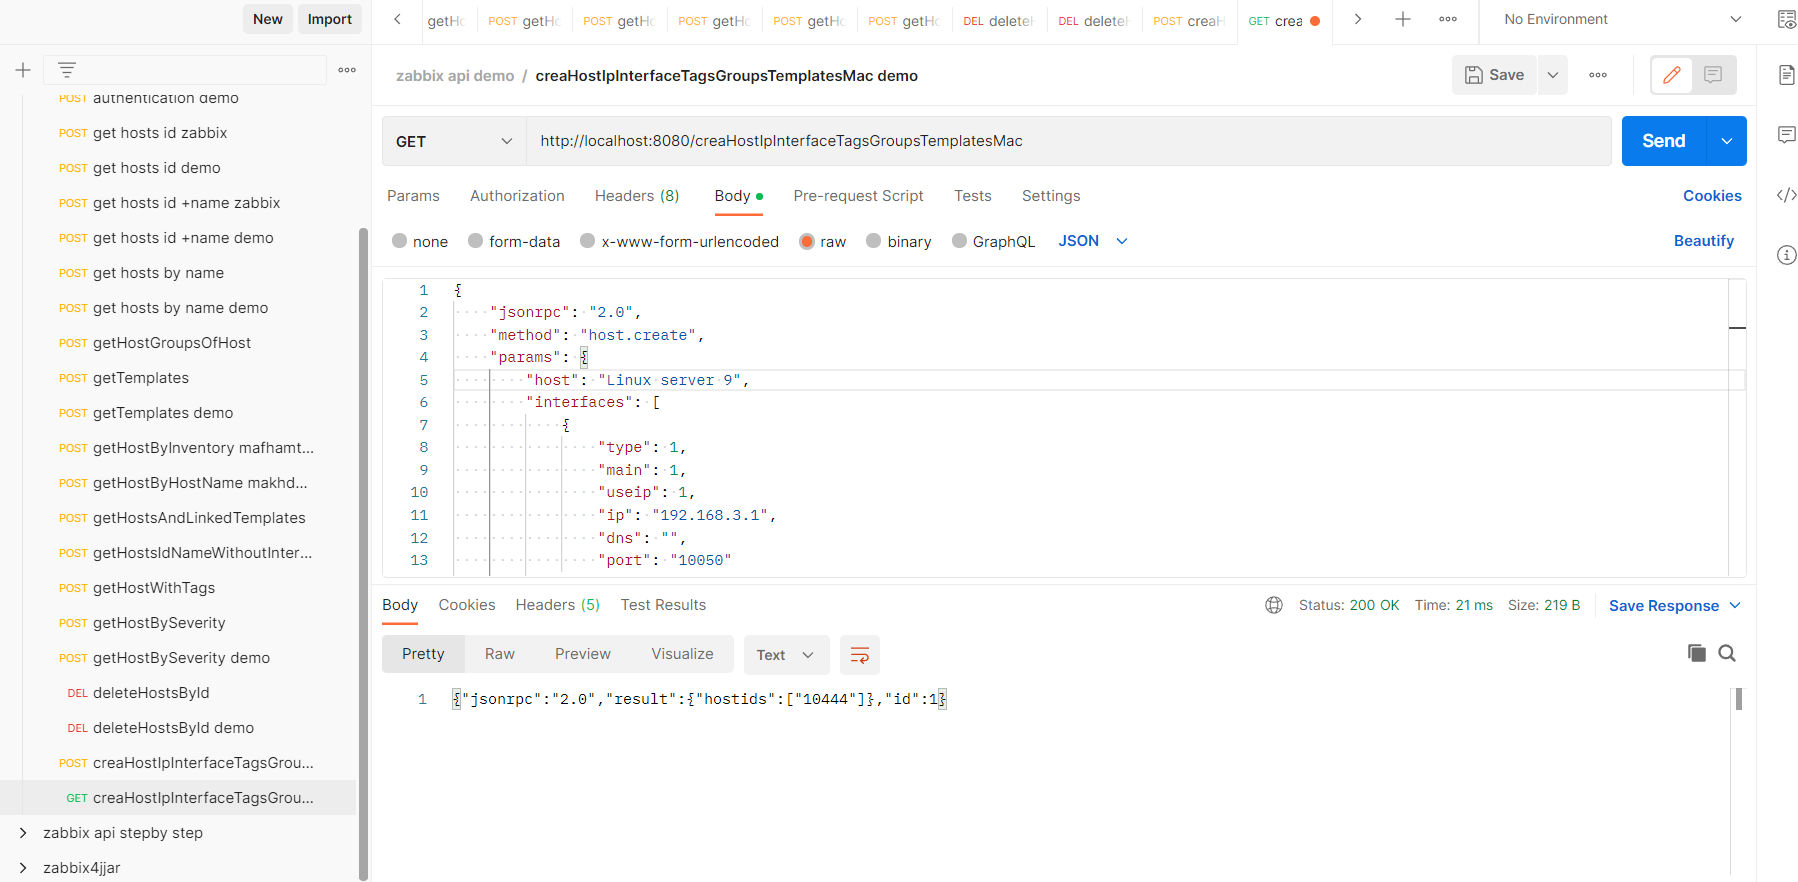 New
Import
getHo
POST getHo
POST getHo
POST getHo
POST getHo
POST getHo
DEL delete
DEL delete
POST creaH
GET crea
No Environment
zabbix api demo / creaHostIpInterfaceTagsGroupsTemplatesMac demo
Save
GET
http://localhost:8080/creaHostIpInterfaceTagsGroupsTemplatesMac
Send
Params Authorization Headers (8) Body Pre-request Script Tests Settings
Cookies
none form-data x-www-form-urlencoded raw binary GraphQL JSON
Beautify
POST authentication demo
POST get hosts id zabbix
POST get hosts id demo
POST get hosts id +name zabbix
POST get hosts id +name demo
POST get hosts by name
POST get hosts by name demo
POST getHostGroupsOfHost
POST getTemplates
POST getTemplates demo
POST getHostByInventory mafhamt...
POST getHostByHostName makhd...
POST getHostsAndLinkedTemplates
POST getHostsIdNameWithoutInter...
POST getHostWithTags
POST getHostBySeverity
POST getHostBySeverity demo
DEL deleteHostsById
DEL deleteHostsById demo
POST creaHostIpInterfaceTagsGrou...
GET creaHostIpInterfaceTagsGrou...
zabbix api stepby step
zabbix4jjar
1 {
2 "jsonrpc": "2.0",
3 "method": "host.create",
4 "params": {
5 "host": "Linux server 9",
6 "interfaces": [
7 {
8 "type": 1,
9 "main": 1,
10 "useip": 1,
11 "ip": "192.168.3.1",
12 "dns": "",
13 "port": "10050"
Body Cookies Headers (5) Test Results
Status: 200 OK Time: 21 ms Size: 219 B Save Response
Pretty Raw Preview Visualize Text
1 {"jsonrpc":"2.0","result":{"hostids":["10444"]},"id":1}